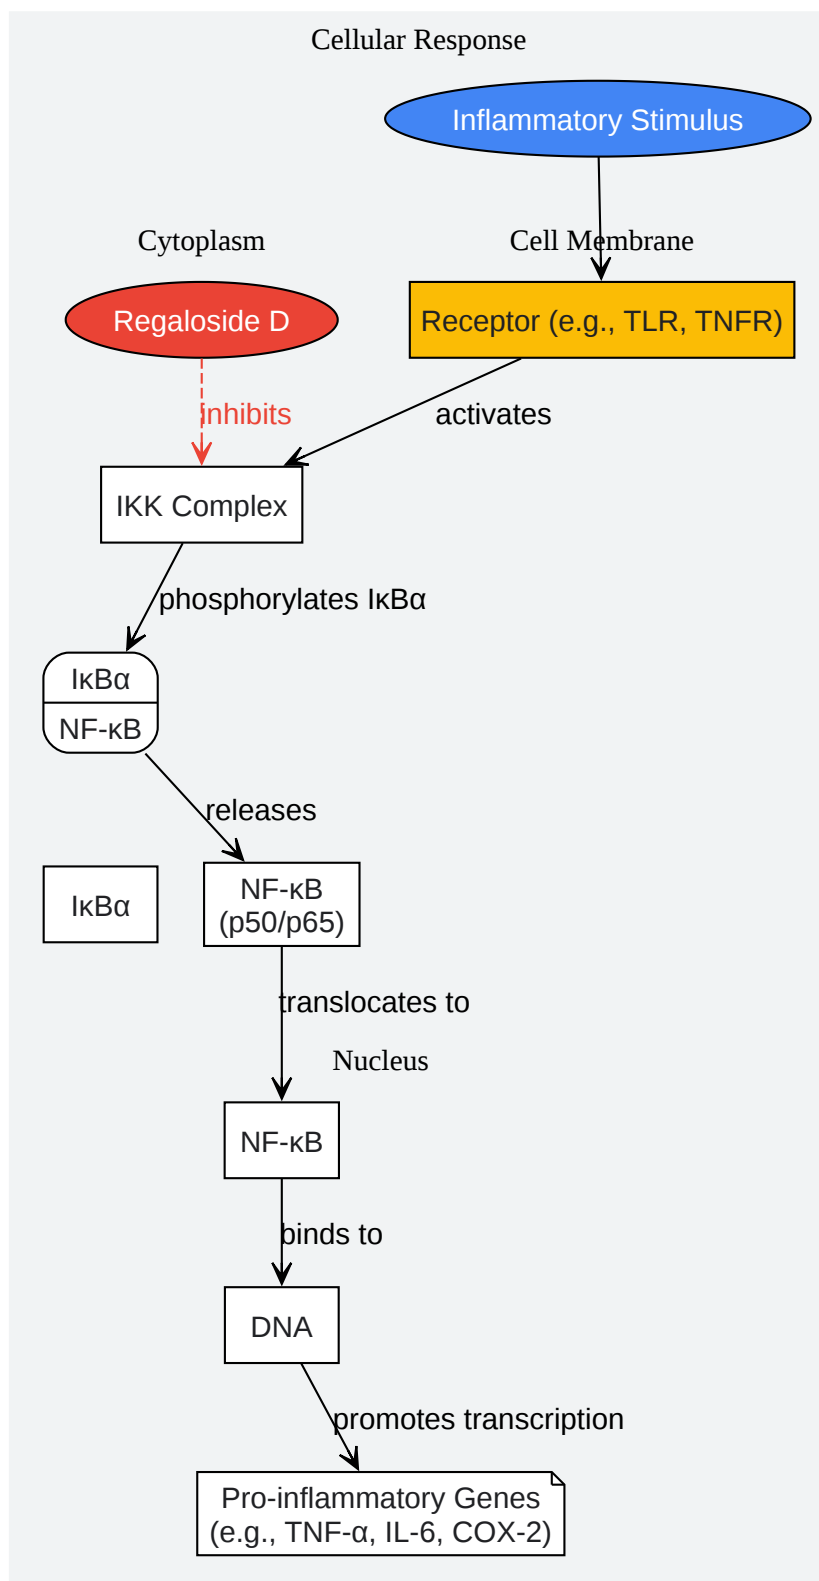 Cellular Response
Inflammatory Stimulus
Cytoplasm
Cell Membrane
Regaloside D
Receptor (e.g., TLR, TNFR)
inhibits
activates
IKK Complex
phosphorylates IκBα
IκBα
NF-κB
releases
IκBα
NF-κB
(p50/p65)
translocates to
Nucleus
NF-κB
binds to
DNA
promotes transcription
Pro-inflammatory Genes
(e.g., TNF-α, IL-6, COX-2)